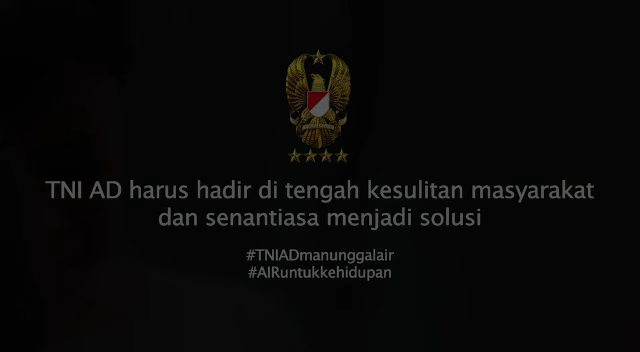 TNI AD harus hadir di tengah kesulitan masyarakat
dan senantiasa menjadi solusi
#TNIADmanunggalair
#AIRuntukkehidupan